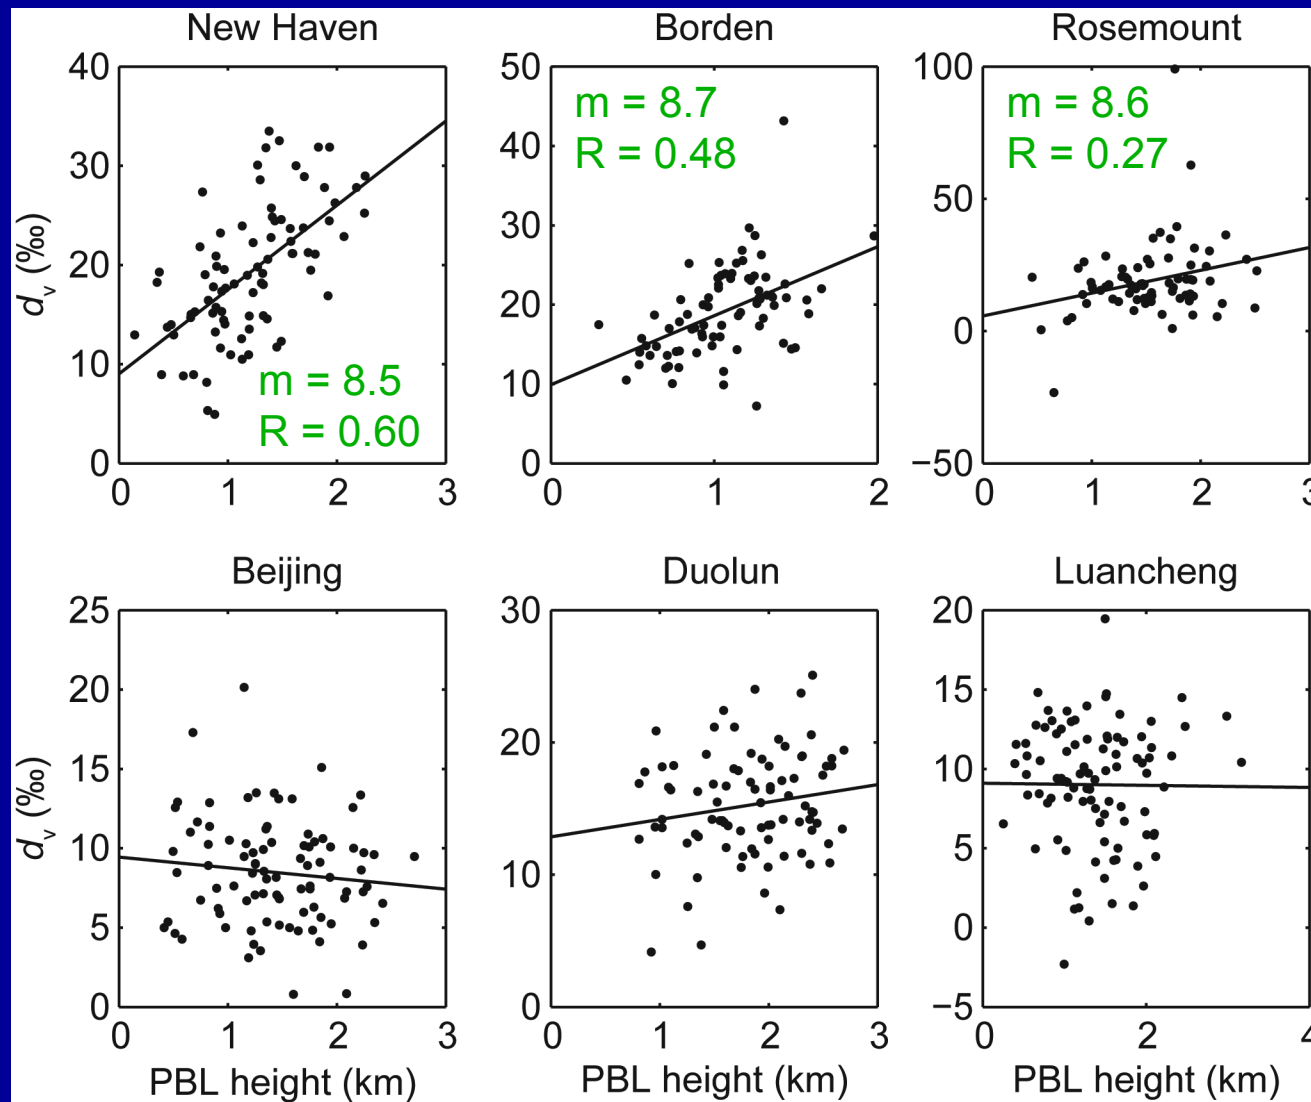 New Haven
Borden
Rosemount
40
30
20
10
0
d_v (‰)
m = 8.5
R = 0.60
0 1 2 3
50
40
30
20
10
0
m = 8.7
R = 0.48
0 1 2
100
50
0
−50
m = 8.6
R = 0.27
0 1 2 3
Beijing
Duolun
Luancheng
25
20
15
10
5
0
d_v (‰)
0 1 2 3
PBL height (km)
30
20
10
0
0 1 2 3
PBL height (km)
20
15
10
5
0
−5
0 2 4
PBL height (km)